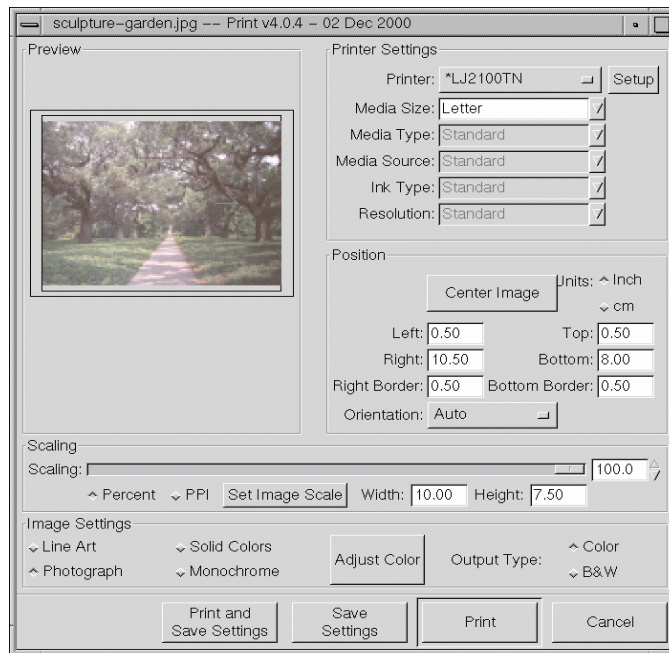 sculpture-garden.jpg -- Print v4.0.4 - 02 Dec 2000
Preview
Printer Settings
Printer: *LJ2100TN Setup
Media Size: Letter
Media Type: Standard
Media Source: Standard
Ink Type: Standard
Resolution: Standard
Position
Center Image Units: Inch
cm
Left: 0.50 Top: 0.50
Right: 10.50 Bottom: 8.00
Right Border: 0.50 Bottom Border: 0.50
Orientation: Auto
Scaling
Scaling: 100.0
Percent PPI Set Image Scale Width: 10.00 Height: 7.50
Image Settings
Line Art Solid Colors Adjust Color Output Type: Color
Photograph Monochrome B&W
Print and Save Settings Save Settings Print Cancel